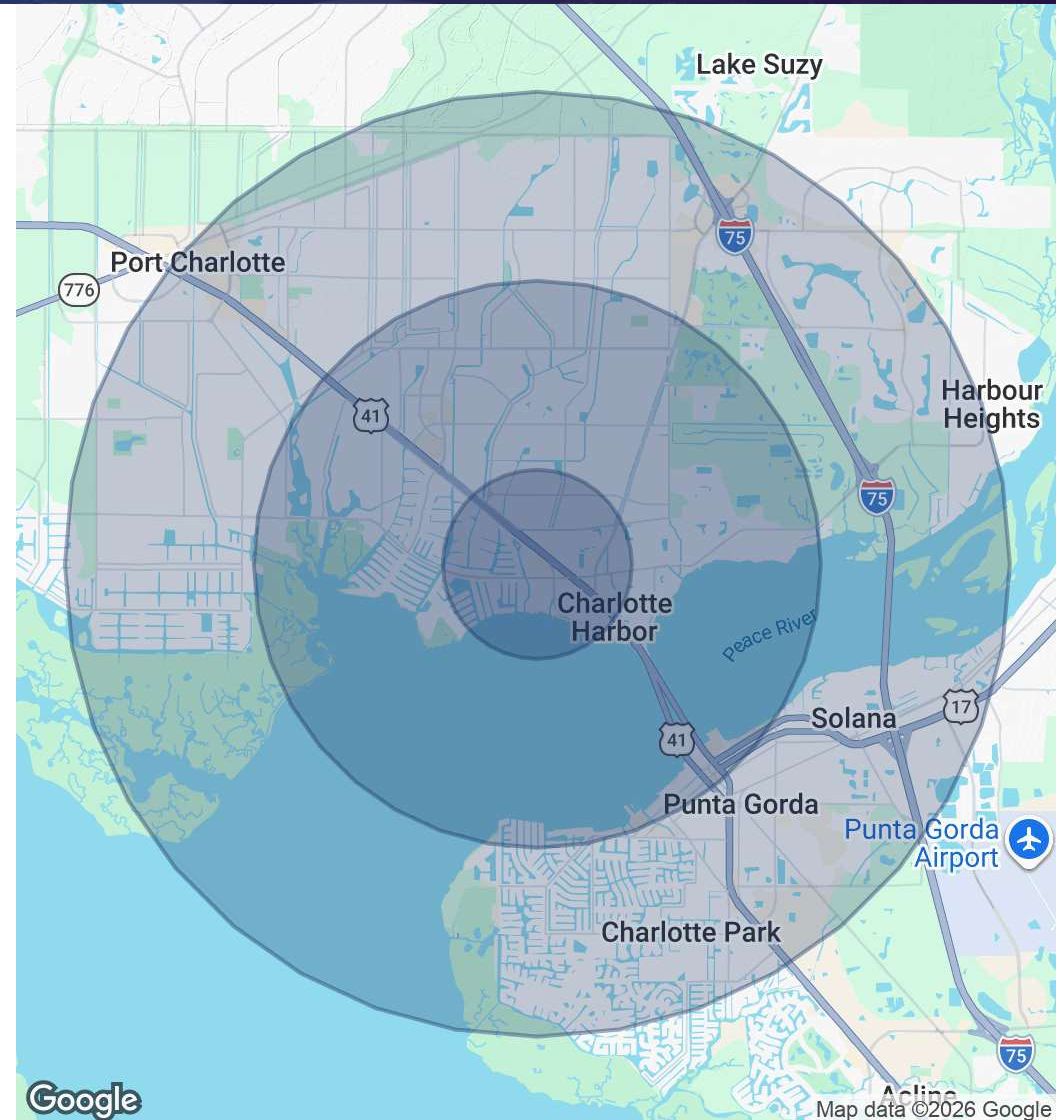 Lake Suzy
75
Port Charlotte
776
Harbour
Heights
41
75
Charlotte
Harbor
Peace River
17
Solana
41
Punta Gorda
Punta Gorda
Airport
Charlotte Park
75
Acline
Google
Map data ©2026 Google